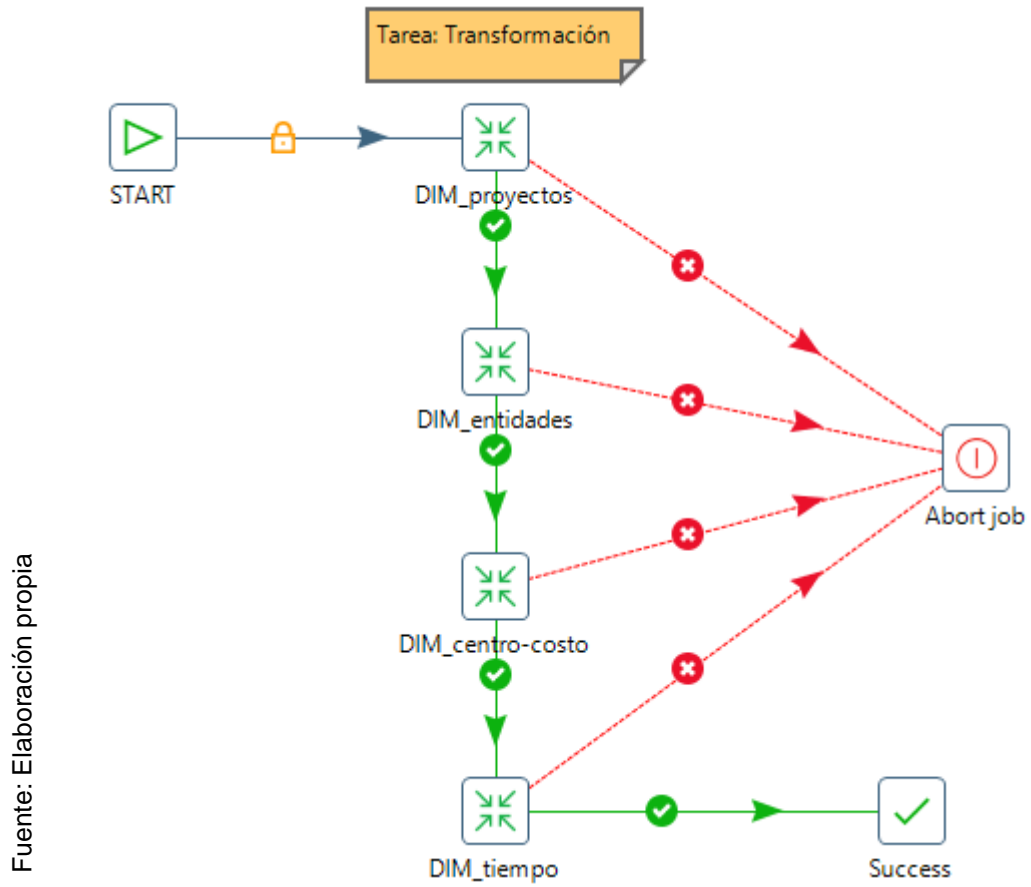 Tarea: Transformación
START
DIM_proyectos
DIM_entidades
Abort job
DIM_centro-costo
DIM_tiempo
Success
Fuente: Elaboración propia